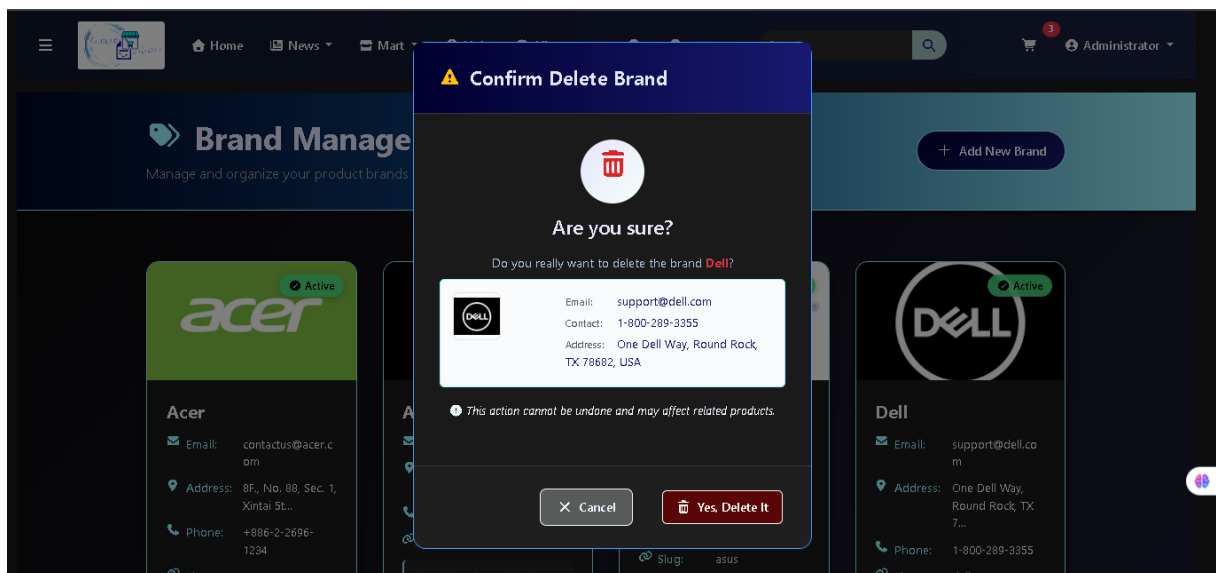 Home
News
Mart
3
Administrator
Confirm Delete Brand
Brand Manage
Manage and organize your product brands
+ Add New Brand
Are you sure?
Do you really want to delete the brand Dell?
DELL
Email: support@dell.com
Contact: 1-800-289-3355
Address: One Dell Way, Round Rock,
TX 78682, USA
This action cannot be undone and may affect related products.
Cancel
Yes, Delete It
Active
acer
Acer
Email: contactus@acer.c
om
Address: 8F., No. 88, Sec. 1,
Xintai 5t...
Phone: +886-2-2696-
1234
A
Slug: asus
Active
DELL
Dell
Email: support@dell.co
m
Address: One Dell Way,
Round Rock, TX
7...
Phone: 1-800-289-3355